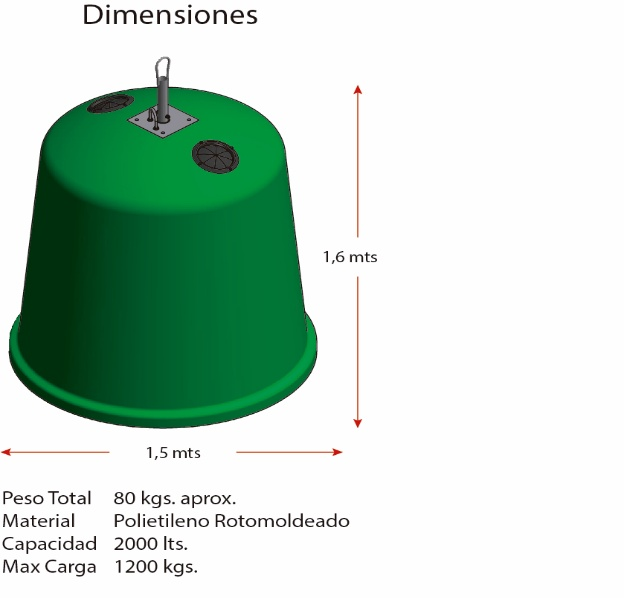 Dimensiones
1,6 mts
1,5 mts
Peso Total 80 kgs. aprox.
Material Polietileno Rotomoldeado
Capacidad 2000 lts.
Max Carga 1200 kgs.